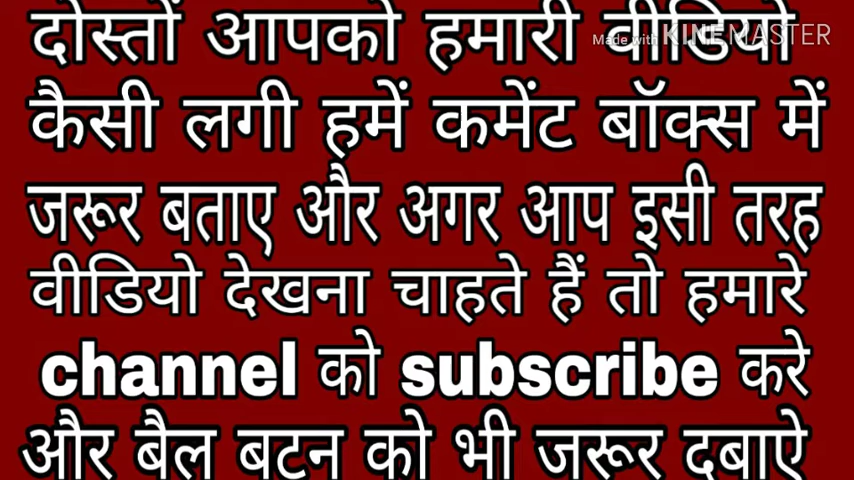 दोस्तों आपको हमारी वीडियो
Made with KINEMASTER
कैसी लगी हमें कमेंट बॉक्स में
जरूर बताए और अगर आप इसी तरह
वीडियो देखना चाहते हैं तो हमारे
channel को subscribe करे
और बैल बटन को भी जरूर दबाऐ